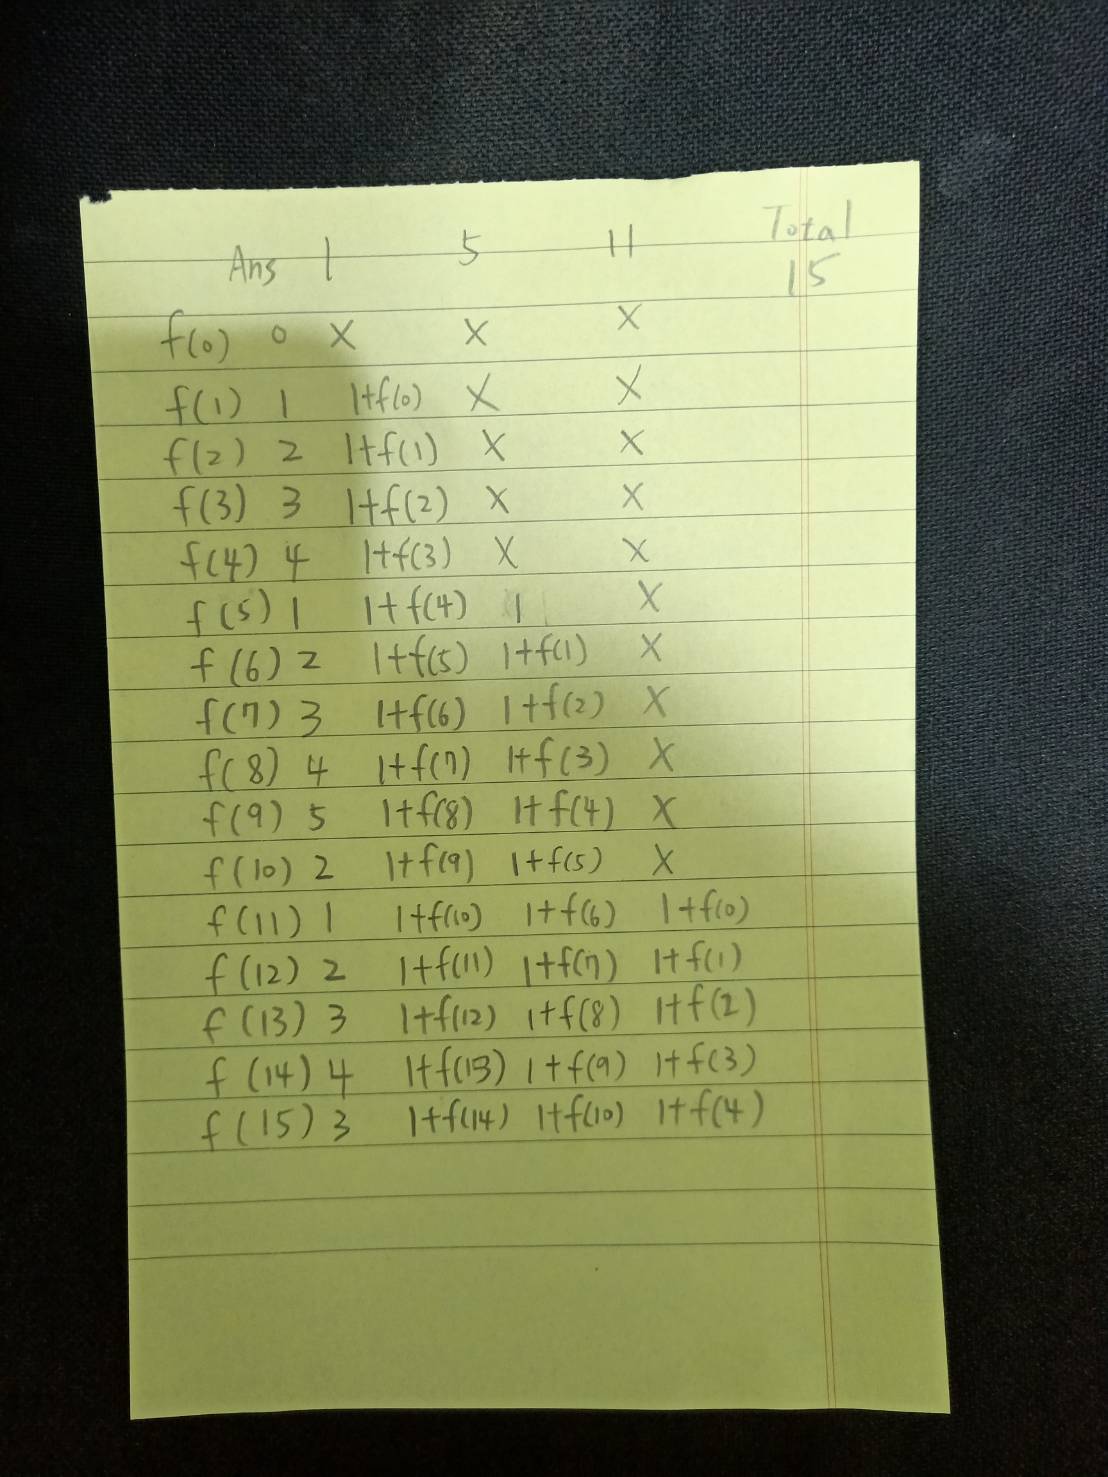 Total
Ans 1 5 11 15
f(0) 0 X X X
f(1) 1 1+f(0) X X
f(2) 2 1+f(1) X X
f(3) 3 1+f(2) X X
f(4) 4 1+f(3) X X
f(5) 1 1+f(4) 1 X
f(6) 2 1+f(5) 1+f(1) X
f(7) 3 1+f(6) 1+f(2) X
f(8) 4 1+f(7) 1+f(3) X
f(9) 5 1+f(8) 1+f(4) X
f(10) 2 1+f(9) 1+f(5) X
f(11) 1 1+f(10) 1+f(6) 1+f(0)
f(12) 2 1+f(11) 1+f(7) 1+f(1)
f(13) 3 1+f(12) 1+f(8) 1+f(2)
f(14) 4 1+f(13) 1+f(9) 1+f(3)
f(15) 3 1+f(14) 1+f(10) 1+f(4)